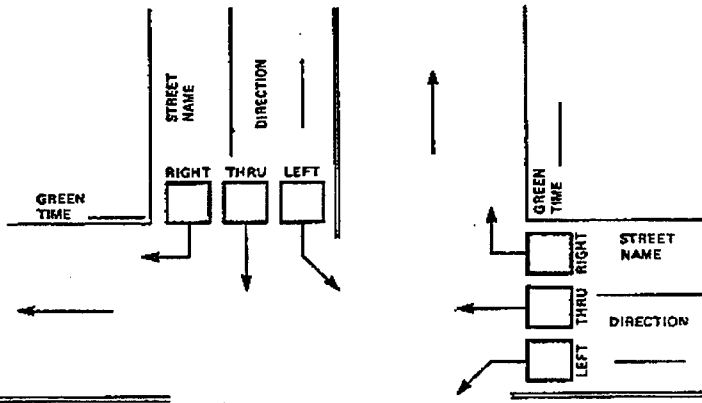 STREET
NAME
DIRECTION
RIGHT THRU LEFT
GREEN
TIME
GREEN
TIME
RIGHT
STREET
NAME
THRU
DIRECTION
LEFT